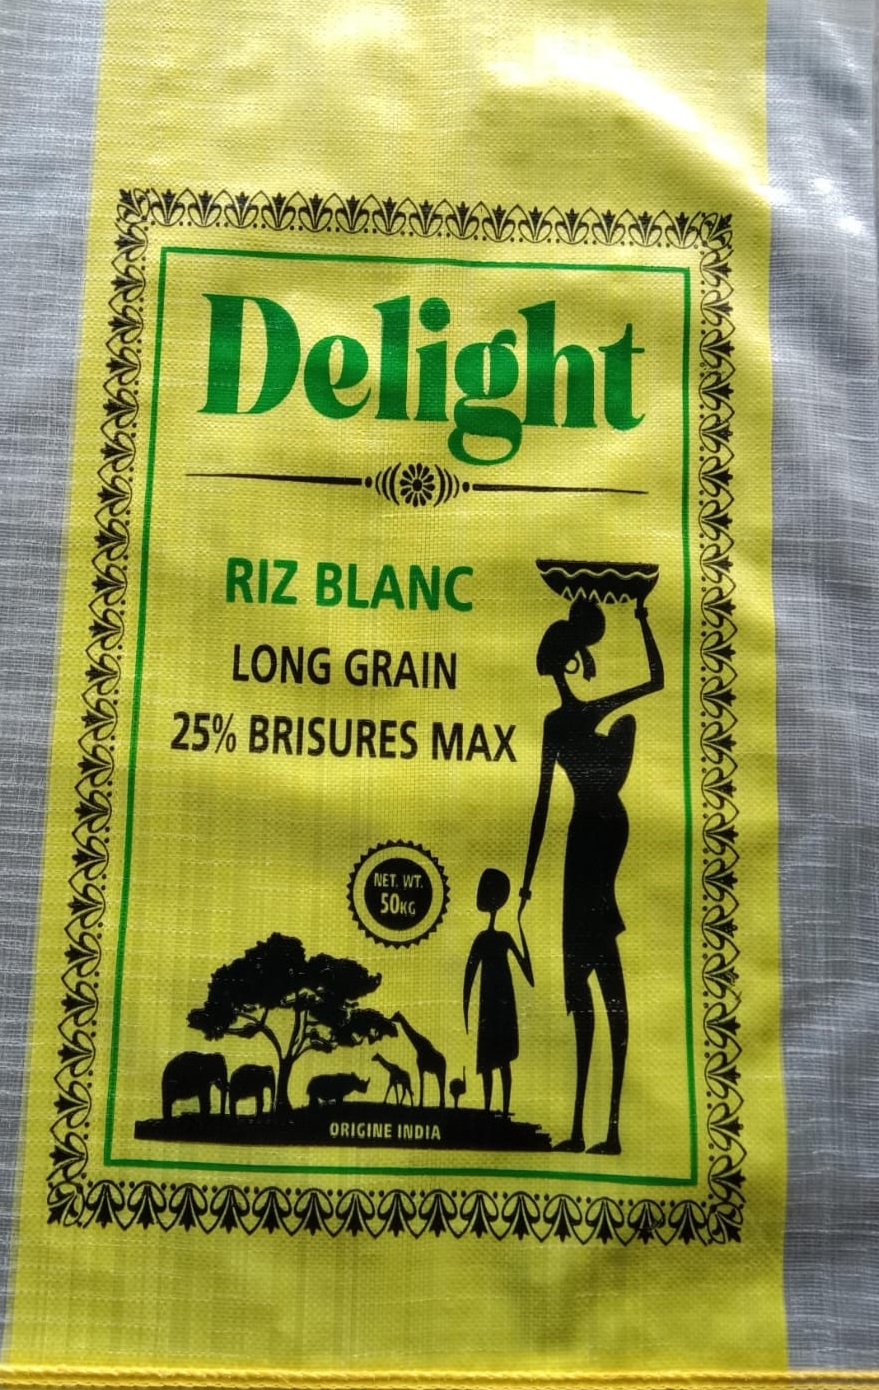 Delight
RIZ BLANC
LONG GRAIN
25% BRISURES MAX
NET. WT.
50KG
ORIGINE INDIA